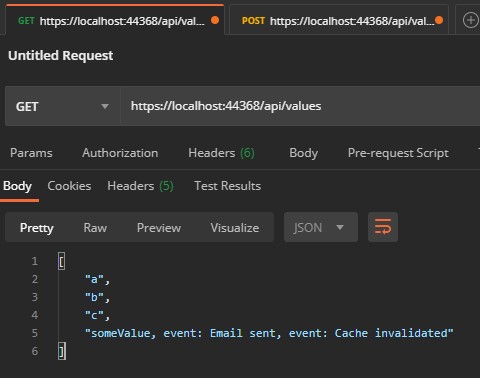 GET https://localhost:44368/api/val... POST https://localhost:44368/api/val...
Untitled Request
GET https://localhost:44368/api/values
Params Authorization Headers (6) Body Pre-request Script
Body Cookies Headers (5) Test Results
Pretty Raw Preview Visualize JSON
1 [
2 "a",
3 "b",
4 "c",
5 "someValue, event: Email sent, event: Cache invalidated"
6 ]